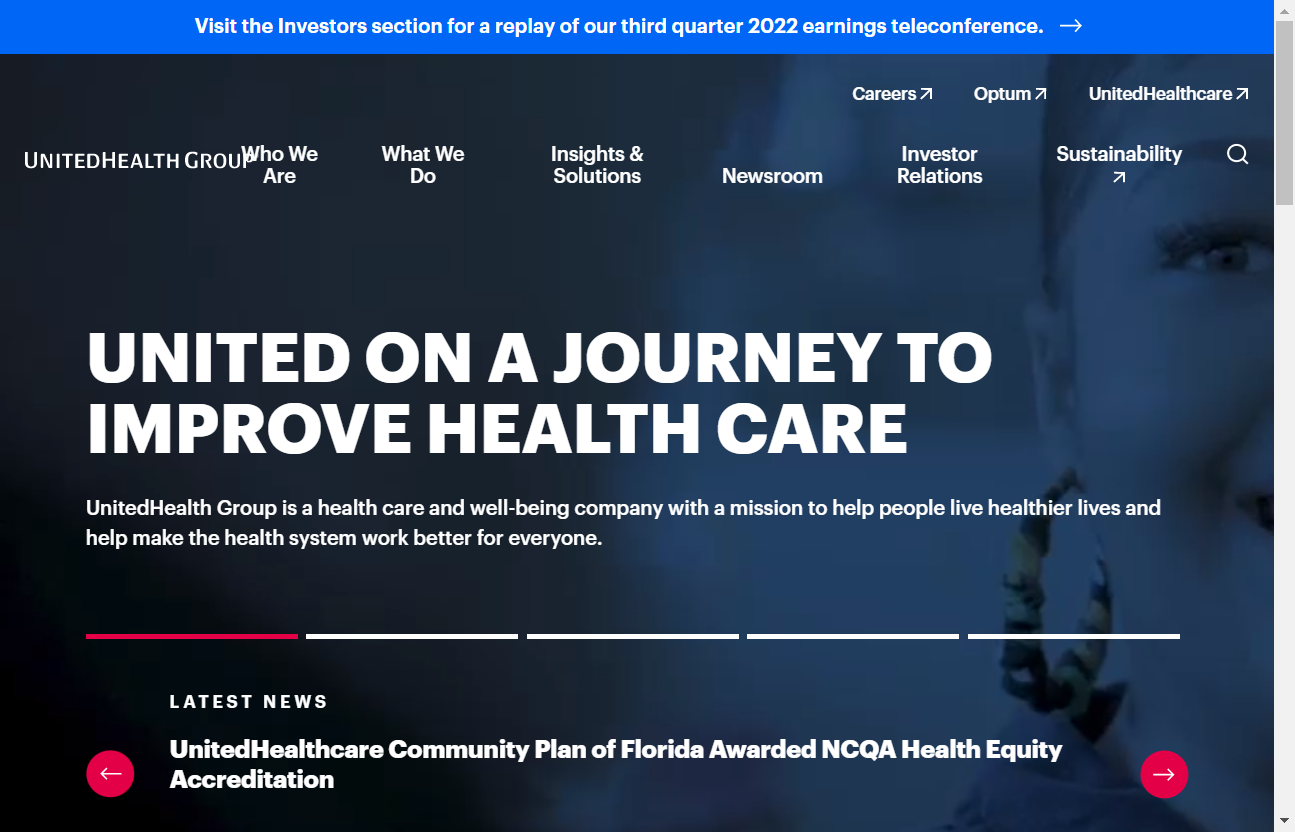 Visit the Investors section for a replay of our third quarter 2022 earnings teleconference.
Careers
Optum
UnitedHealthcare
UNITEDHEALTH GROUP
Who We
Are
What We
Do
Insights &
Solutions
Newsroom
Investor
Relations
Sustainability
UNITED ON A JOURNEY TO
IMPROVE HEALTH CARE
UnitedHealth Group is a health care and well-being company with a mission to help people live healthier lives and
help make the health system work better for everyone.
LATEST NEWS
UnitedHealthcare Community Plan of Florida Awarded NCQA Health Equity
Accreditation